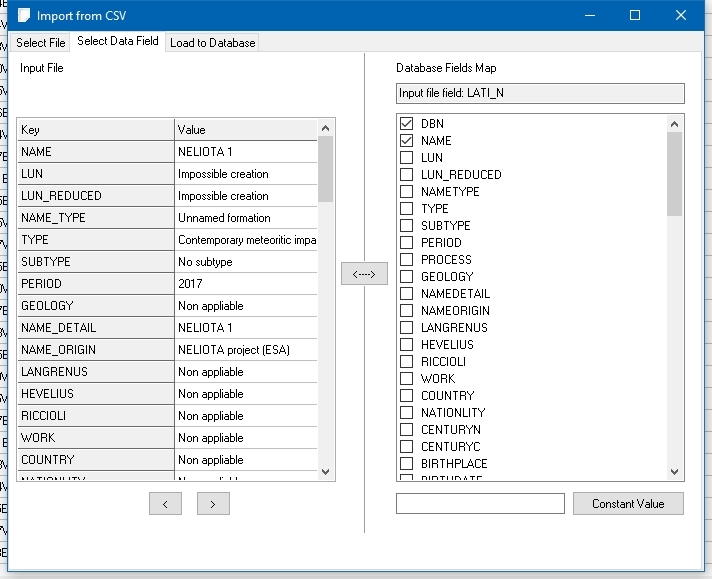 Import from CSV
Select File Select Data Field Load to Database
Input File
Key Value
NAME NELIOTA 1
LUN Impossible creation
LUN_REDUCED Impossible creation
NAME_TYPE Unnamed formation
TYPE Contemporary meteoritic impa
SUBTYPE No subtype
PERIOD 2017
GEOLOGY Non appliable
NAME_DETAIL NELIOTA 1
NAME_ORIGIN NELIOTA project (ESA)
LANGRENUS Non appliable
HEVELIUS Non appliable
RICCIOLI Non appliable
WORK Non appliable
COUNTRY Non appliable
< >
<---->
Database Fields Map
Input file field: LATI_N
DBN
NAME
LUN
LUN_REDUCED
NAMETYPE
TYPE
SUBTYPE
PERIOD
PROCESS
GEOLOGY
NAMEDETAIL
NAMEORIGIN
LANGRENUS
HEVELIUS
RICCIOLI
WORK
COUNTRY
NATIONLITY
CENTURYN
CENTURYC
BIRTHPLACE
BIRTHDATE
Constant Value